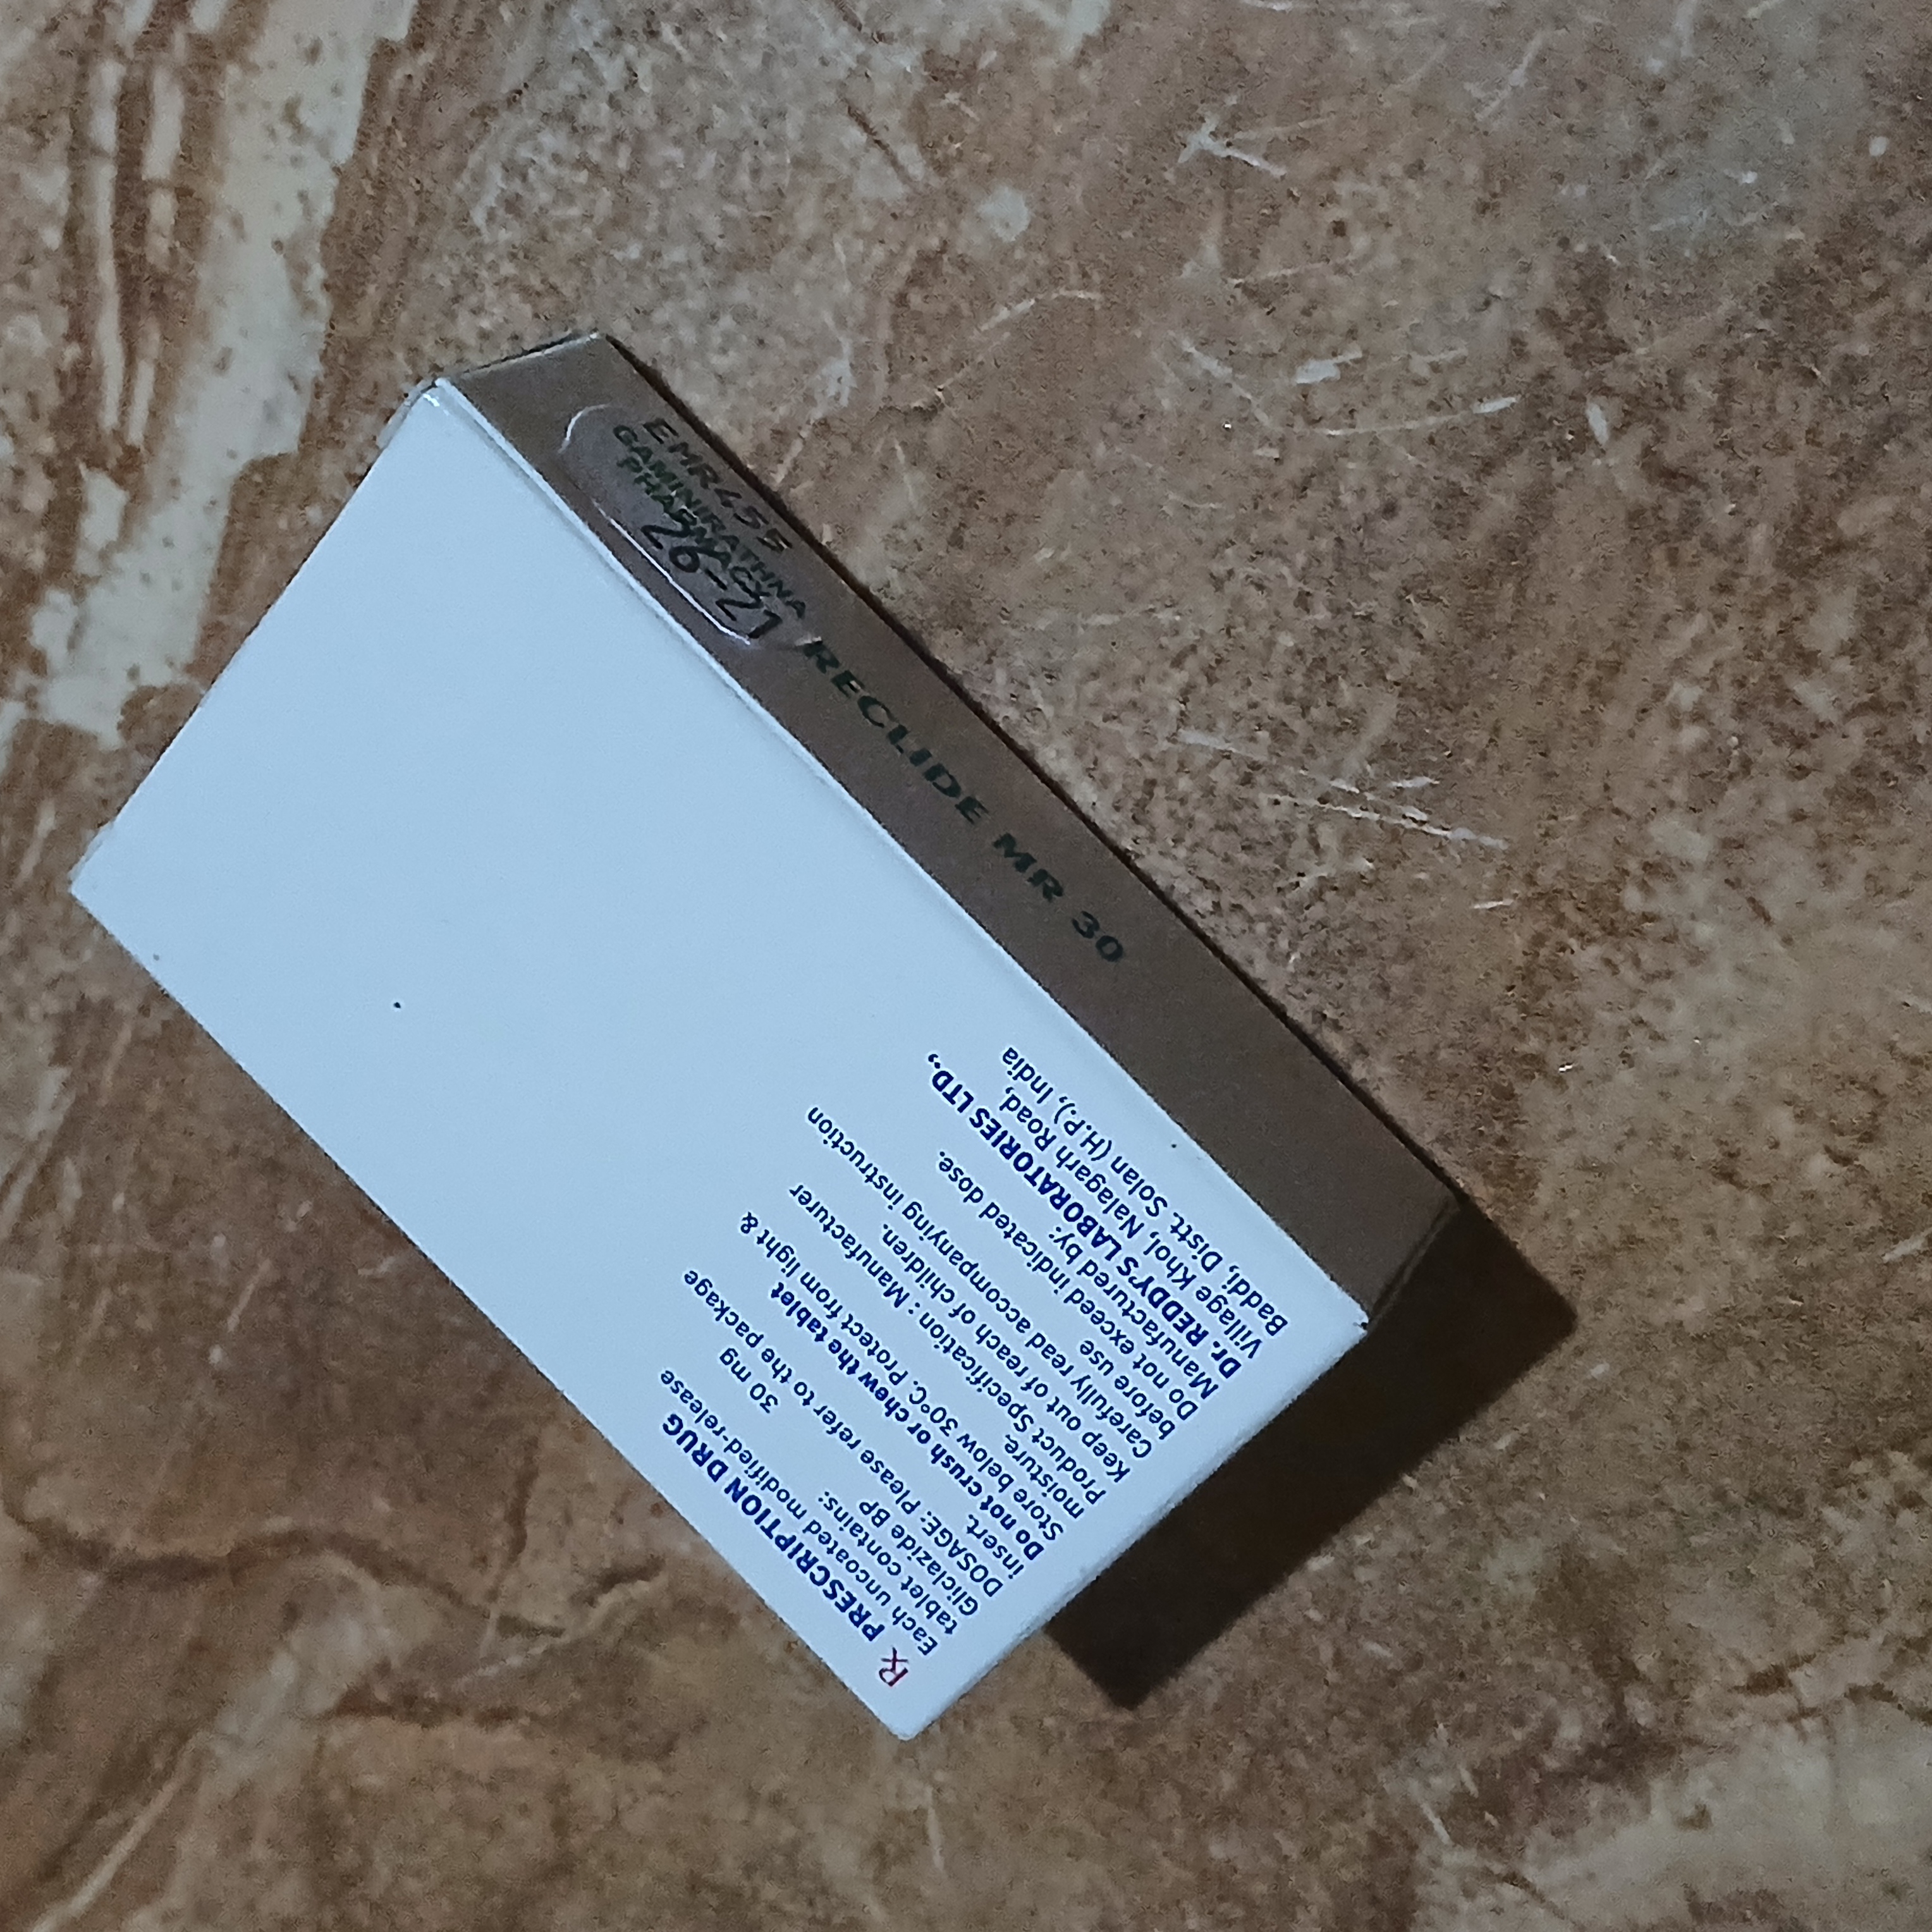 Rx PRESCRIPTION DRUG
Each uncoated modified-release
tablet contains:
Gliclazide BP 30 mg
DOSAGE: Please refer to the package
insert.
Do not crush or chew the tablet
Store below 30°C. Protect from light &
moisture.
Product Specification : Manufacturer
Keep out of reach of children.
Carefully read accompanying instruction
before use
Do not exceed indicated dose.
Manufactured by:
Dr. REDDY'S LABORATORIES LTD.,
Village Khol, Nalagarh Road,
Baddi, Distt. Solan (H.P.), India
RECLIDE MR 30
EMR455
PHARMACY